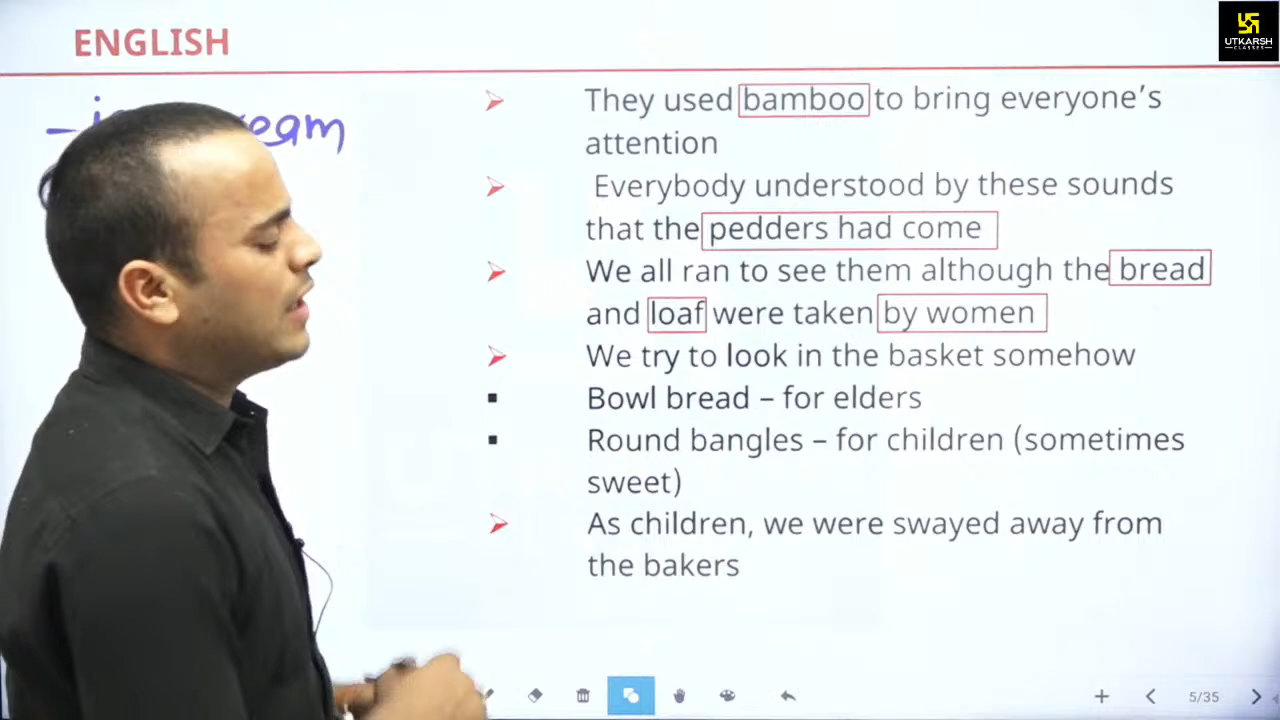 ENGLISH
UTKARSH
CLASSES
They used bamboo to bring everyone's
attention
Everybody understood by these sounds
that the pedders had come
We all ran to see them although the bread
and loaf were taken by women
We try to look in the basket somehow
Bowl bread – for elders
Round bangles – for children (sometimes
sweet)
As children, we were swayed away from
the bakers
5/35